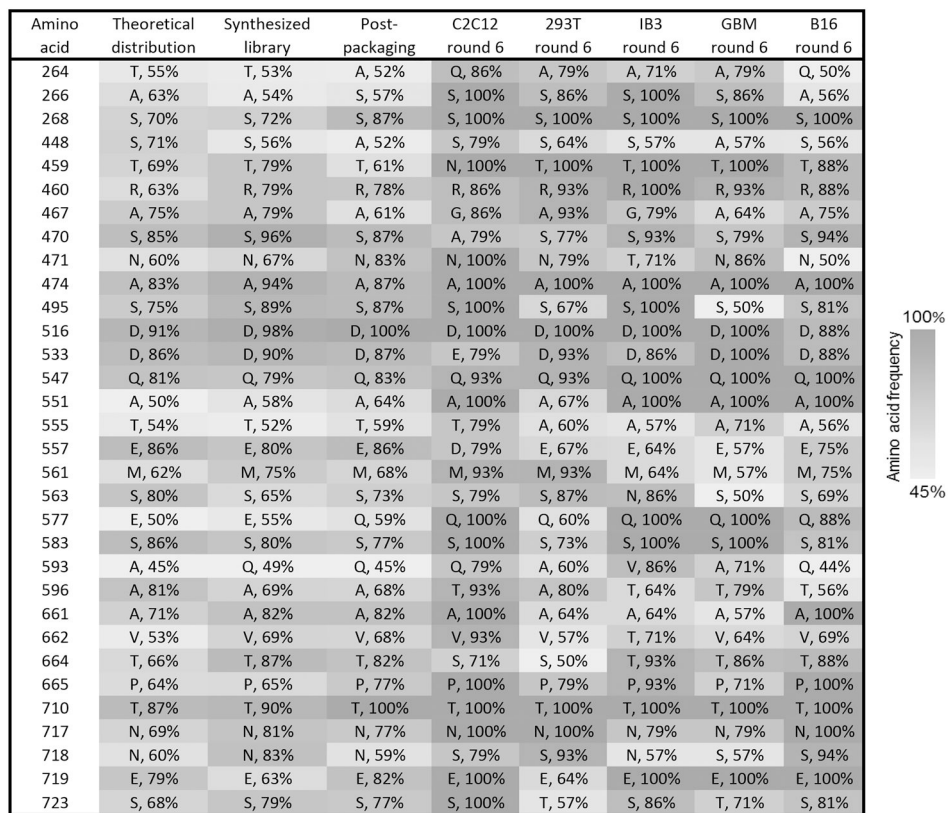 Amino acid Theoretical distribution Synthesized library Post-packaging C2C12 round 6 293T round 6 IB3 round 6 GBM round 6 B16 round 6
264 T, 55% T, 53% A, 52% Q, 86% A, 79% A, 71% A, 79% Q, 50%
266 A, 63% A, 54% S, 57% S, 100% S, 86% S, 100% S, 86% A, 56%
268 S, 70% S, 72% S, 87% S, 100% S, 100% S, 100% S, 100% S, 100%
448 S, 71% S, 56% A, 52% S, 79% S, 64% S, 57% A, 57% S, 56%
459 T, 69% T, 79% T, 61% N, 100% T, 100% T, 100% T, 100% T, 88%
460 R, 63% R, 79% R, 78% R, 86% R, 93% R, 100% R, 93% R, 88%
467 A, 75% A, 79% A, 61% G, 86% A, 93% G, 79% A, 64% A, 75%
470 S, 85% S, 96% S, 87% A, 79% S, 77% S, 93% S, 79% S, 94%
471 N, 60% N, 67% N, 83% N, 100% N, 79% T, 71% N, 86% N, 50%
474 A, 83% A, 94% A, 87% A, 100% A, 100% A, 100% A, 100% A, 100%
495 S, 75% S, 89% S, 87% S, 100% S, 67% S, 100% S, 50% S, 81%
516 D, 91% D, 98% D, 100% D, 100% D, 100% D, 100% D, 100% D, 88%
533 D, 86% D, 90% D, 87% E, 79% D, 93% D, 86% D, 100% D, 88%
547 Q, 81% Q, 79% Q, 83% Q, 93% Q, 93% Q, 100% Q, 100% Q, 100%
551 A, 50% A, 58% A, 64% A, 100% A, 67% A, 100% A, 100% A, 100%
555 T, 54% T, 52% T, 59% T, 79% A, 60% A, 57% A, 71% A, 56%
557 E, 86% E, 80% E, 86% D, 79% E, 67% E, 64% E, 57% E, 75%
561 M, 62% M, 75% M, 68% M, 93% M, 93% M, 64% M, 57% M, 75%
563 S, 80% S, 65% S, 73% S, 79% S, 87% N, 86% S, 50% S, 69%
577 E, 50% E, 55% Q, 59% Q, 100% Q, 60% Q, 100% Q, 100% Q, 88%
583 S, 86% S, 80% S, 77% S, 100% S, 73% S, 100% S, 100% S, 81%
593 A, 45% Q, 49% Q, 45% Q, 79% A, 60% V, 86% A, 71% Q, 44%
596 A, 81% A, 69% A, 68% T, 93% A, 80% T, 64% T, 79% T, 56%
661 A, 71% A, 82% A, 82% A, 100% A, 64% A, 64% A, 57% A, 100%
662 V, 53% V, 69% V, 68% V, 93% V, 57% T, 71% V, 64% V, 69%
664 T, 66% T, 87% T, 82% S, 71% S, 50% T, 93% T, 86% T, 88%
665 P, 64% P, 65% P, 77% P, 100% P, 79% P, 93% P, 71% P, 100%
710 T, 87% T, 90% T, 100% T, 100% T, 100% T, 100% T, 100% T, 100%
717 N, 69% N, 81% N, 77% N, 100% N, 100% N, 79% N, 79% N, 100%
718 N, 60% N, 83% N, 59% S, 79% S, 93% N, 57% S, 57% S, 94%
719 E, 79% E, 63% E, 82% E, 100% E, 64% E, 100% E, 100% E, 100%
723 S, 68% S, 79% S, 77% S, 100% T, 57% S, 86% T, 71% S, 81%
100%
Amino acid frequency
45%